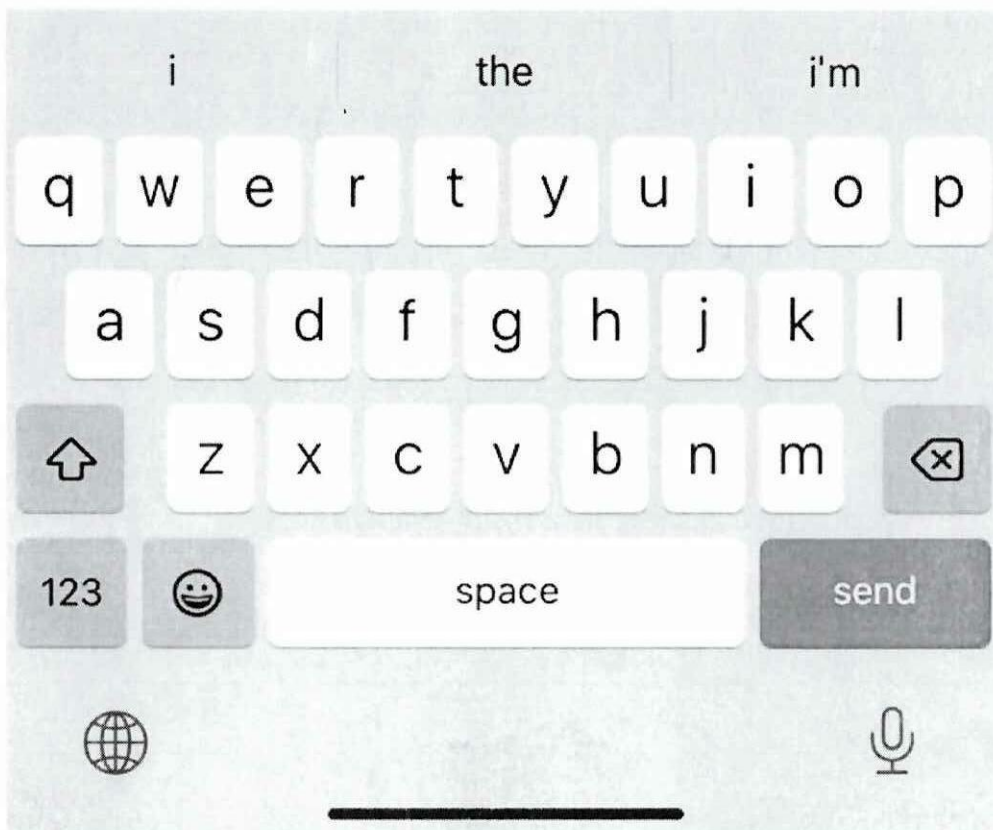 i the i'm
q w e r t y u i o p
a s d f g h j k l
z x c v b n m
123 space send